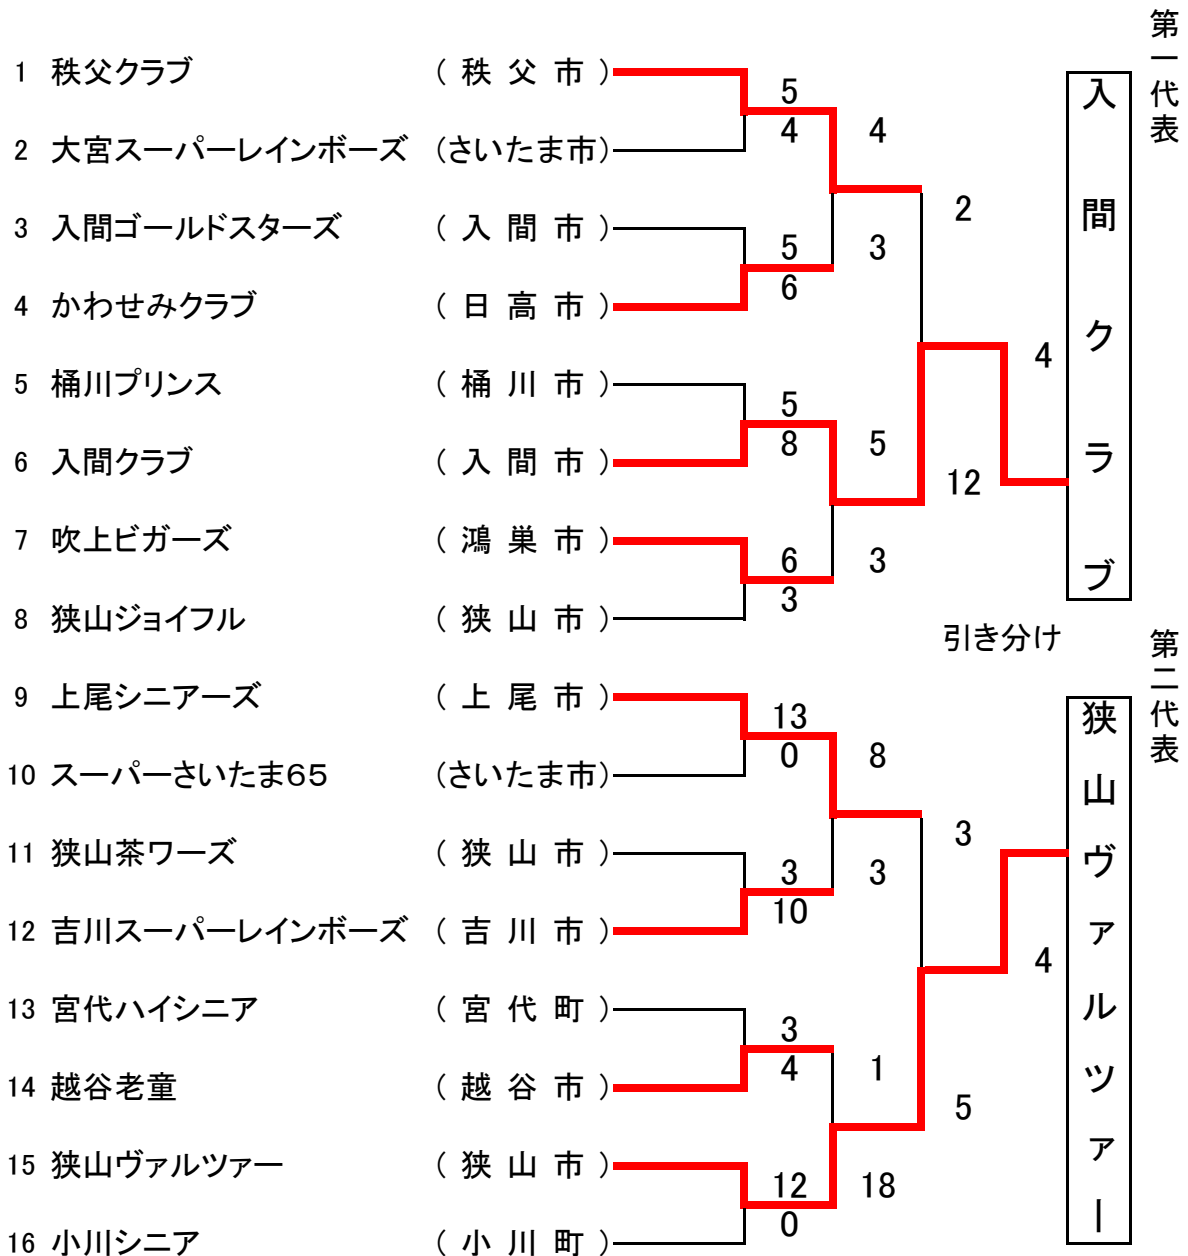 1 秩父クラブ ( 秩 父 市 )
2 大宮スーパーレインボーズ (さいたま市)
3 入間ゴールドスターズ ( 入 間 市 )
4 かわせみクラブ ( 日 高 市 )
5 桶川プリンス ( 桶 川 市 )
6 入間クラブ ( 入 間 市 )
7 吹上ビガーズ ( 鴻 巣 市 )
8 狭山ジョイフル ( 狭 山 市 )
9 上尾シニアーズ ( 上 尾 市 )
10 スーパーさいたま65 (さいたま市)
11 狭山茶ワーズ ( 狭 山 市 )
12 吉川スーパーレインボーズ ( 吉 川 市 )
13 宮代ハイシニア ( 宮 代 町 )
14 越谷老童 ( 越 谷 市 )
15 狭山ヴァルツァー ( 狭 山 市 )
16 小川シニア ( 小 川 町 )
5
4
5
6
5
8
6
3
13
0
3
10
3
4
12
0
4
3
5
3
8
3
1
18
2
12
3
5
4
引き分け
4
第一代表
入間クラブ
第二代表
狭山ヴァルツァー